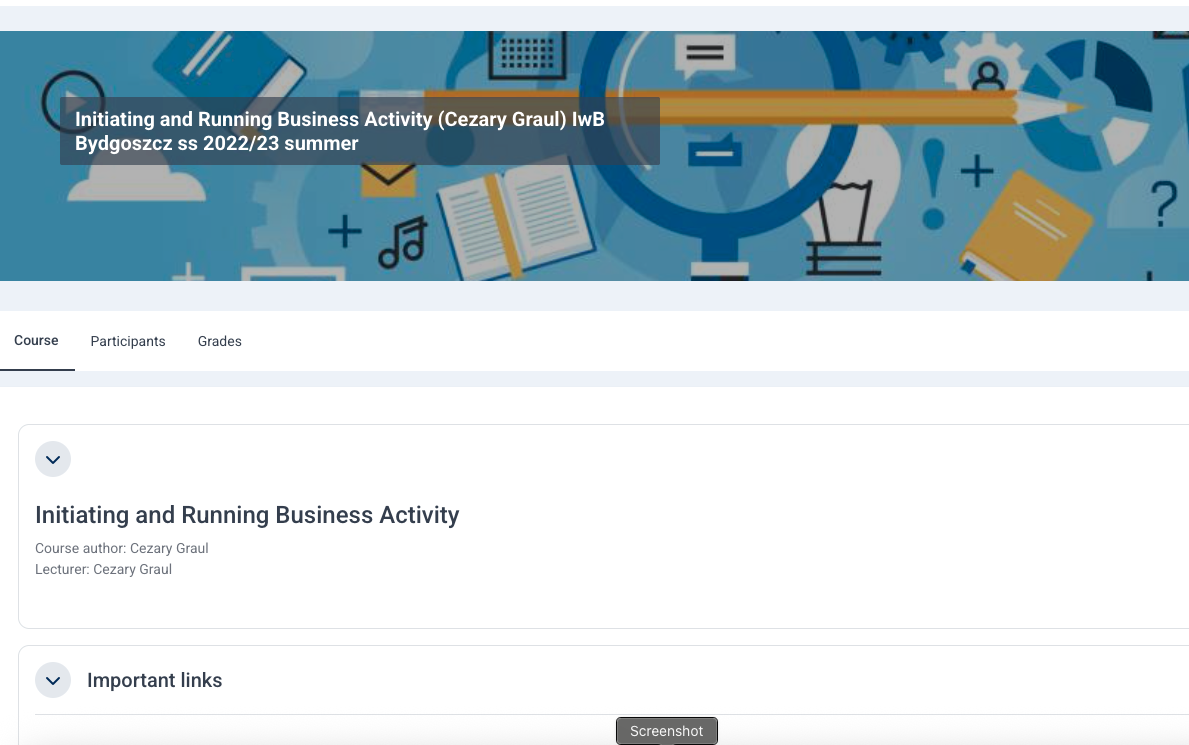 Initiating and Running Business Activity (Cezary Graul) IwB
Bydgoszcz ss 2022/23 summer
Course
Participants
Grades
Initiating and Running Business Activity
Course author: Cezary Graul
Lecturer: Cezary Graul
Important links
Screenshot